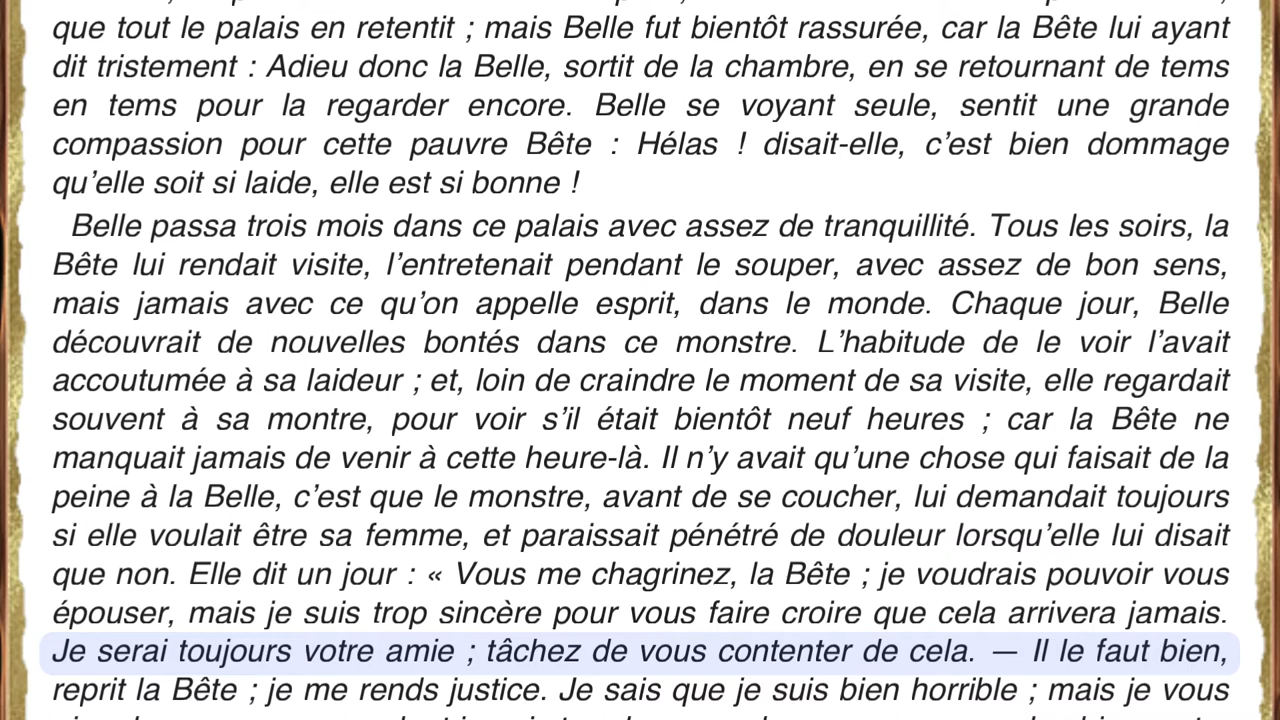 que tout le palais en retentit ; mais Belle fut bientôt rassurée, car la Bête lui ayant
dit tristement : Adieu donc la Belle, sortit de la chambre, en se retournant de tems
en tems pour la regarder encore. Belle se voyant seule, sentit une grande
compassion pour cette pauvre Bête : Hélas ! disait-elle, c’est bien dommage
qu’elle soit si laide, elle est si bonne !
Belle passa trois mois dans ce palais avec assez de tranquillité. Tous les soirs, la
Bête lui rendait visite, l’entretenait pendant le souper, avec assez de bon sens,
mais jamais avec ce qu’on appelle esprit, dans le monde. Chaque jour, Belle
découvrait de nouvelles bontés dans ce monstre. L’habitude de le voir l’avait
accoutumée à sa laideur ; et, loin de craindre le moment de sa visite, elle regardait
souvent à sa montre, pour voir s’il était bientôt neuf heures ; car la Bête ne
manquait jamais de venir à cette heure-là. Il n’y avait qu’une chose qui faisait de la
peine à la Belle, c’est que le monstre, avant de se coucher, lui demandait toujours
si elle voulait être sa femme, et paraissait pénétré de douleur lorsqu’elle lui disait
que non. Elle dit un jour : « Vous me chagrinez, la Bête ; je voudrais pouvoir vous
épouser, mais je suis trop sincère pour vous faire croire que cela arrivera jamais.
Je serai toujours votre amie ; tâchez de vous contenter de cela. — Il le faut bien,
reprit la Bête ; je me rends justice. Je sais que je suis bien horrible ; mais je vous